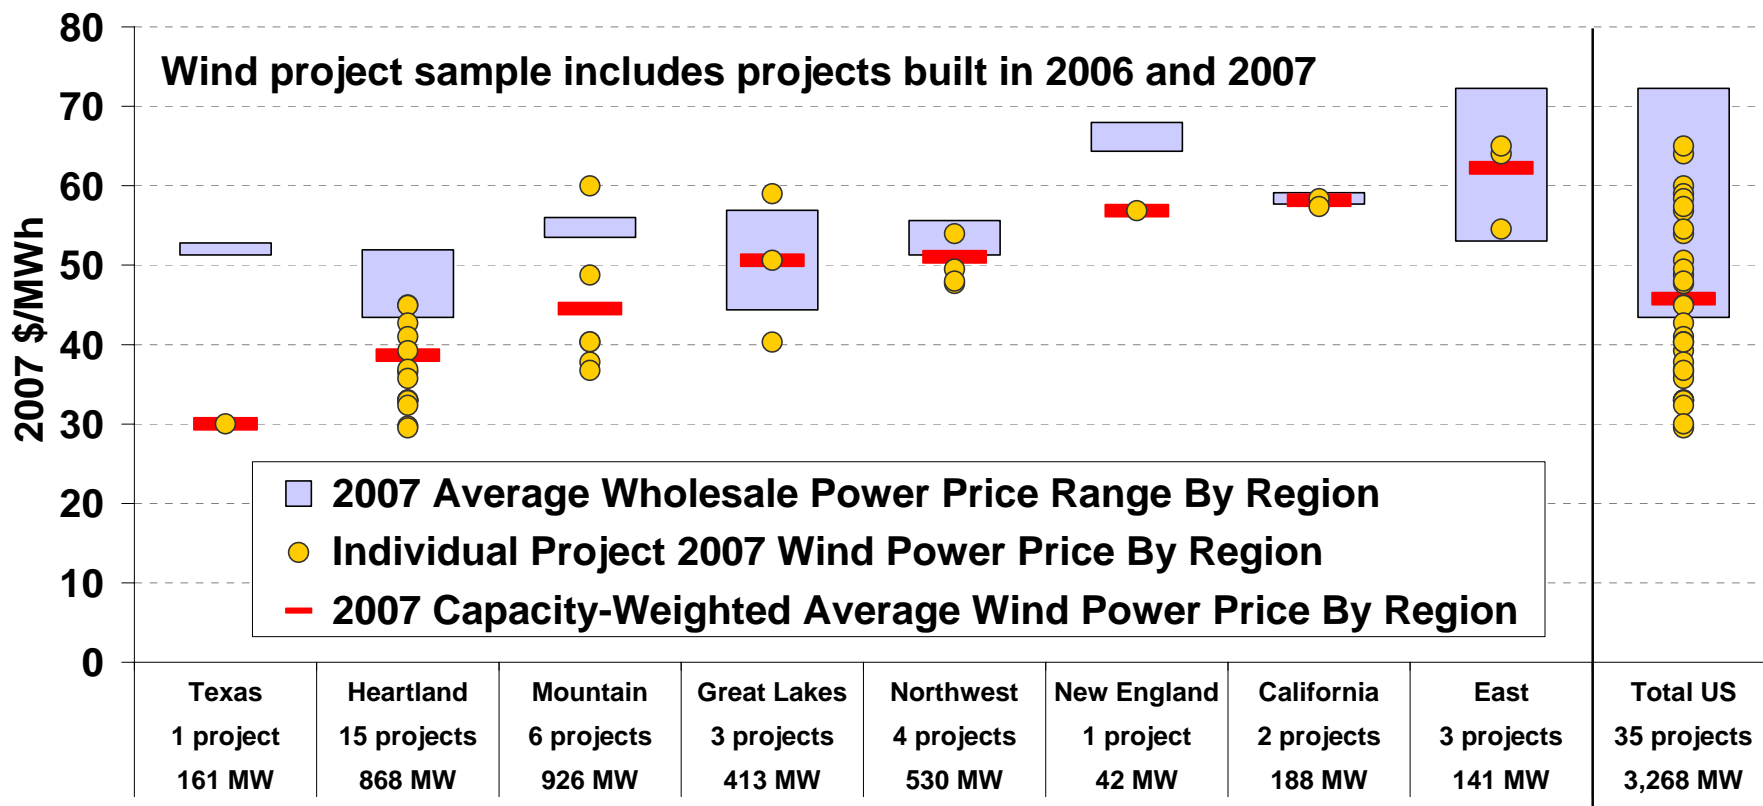 80
70
60
50
40
30
20
10
0
2007 $/MWh
Wind project sample includes projects built in 2006 and 2007
2007 Average Wholesale Power Price Range By Region
Individual Project 2007 Wind Power Price By Region
2007 Capacity-Weighted Average Wind Power Price By Region
Texas Heartland Mountain Great Lakes Northwest New England California East Total US
1 project 15 projects 6 projects 3 projects 4 projects 1 project 2 projects 3 projects 35 projects
161 MW 868 MW 926 MW 413 MW 530 MW 42 MW 188 MW 141 MW 3,268 MW